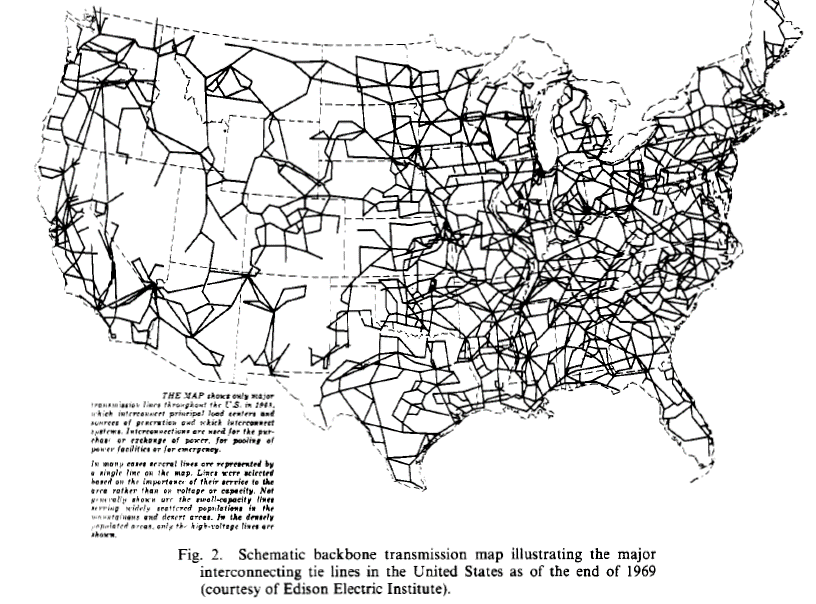 THE MAP shows only major
transmission lines throughout the U.S. in
which interconnect principal load centers and
sources of generation and which interconnect
systems. Interconnections are used for the pur-
chase or exchange of power, for pooling of
power facilities or for emergency.
In many cases several lines are represented by
a single line on the map. Lines were selected
based on the importance of their service to the
area rather than on voltage or capacity. Not
generally shown are the small-capacity lines
serving widely scattered populations in the
mountainous and desert areas. In the densely
populated areas, only the high-voltage lines are
shown.
Fig. 2. Schematic backbone transmission map illustrating the major
interconnecting tie lines in the United States as of the end of 1969
(courtesy of Edison Electric Institute).